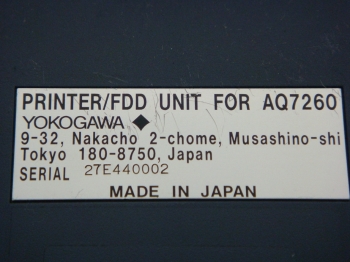 PRINTER/FDD UNIT FOR AQ7260
YOKOGAWA ◆
9-32, Nakacho 2-chome, Musashino-shi
Tokyo 180-8750, Japan
SERIAL 27E440002
MADE IN JAPAN